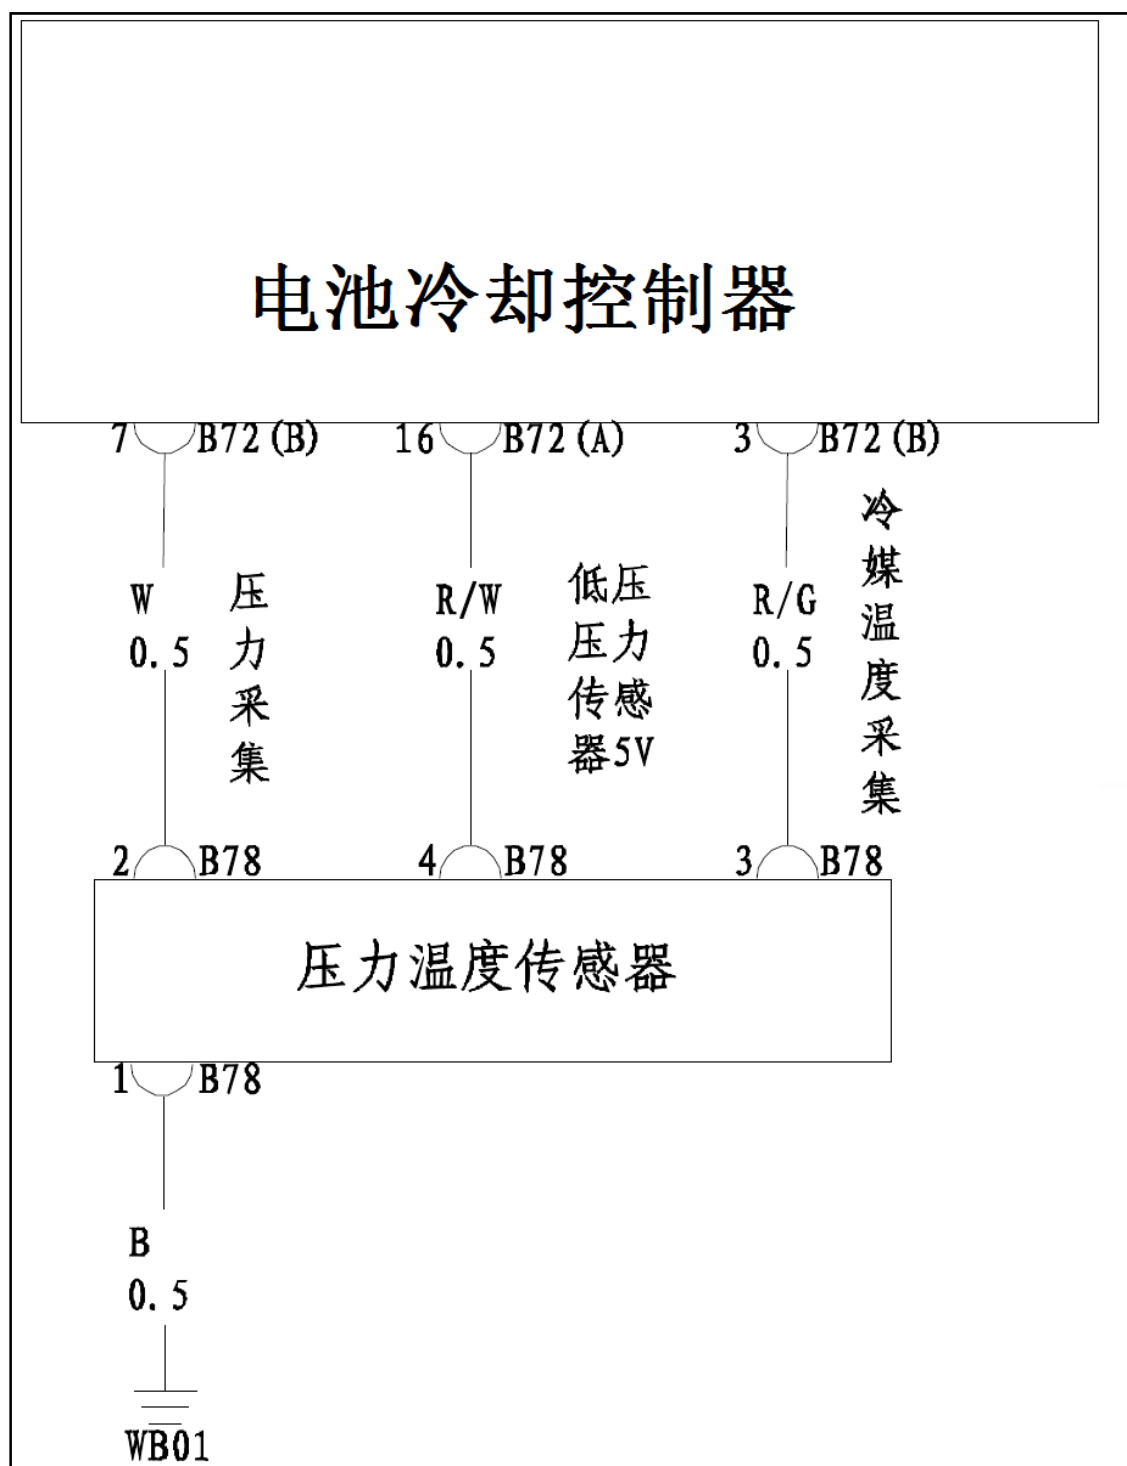 电池冷却控制器
7 B72(B)
16 B72(A)
3 B72(B)
W
0.5
压力采集
R/W
0.5
低压
压力
传感
器5V
R/G
0.5
冷媒温度采集
2 B78
4 B78
3 B78
压力温度传感器
1 B78
B
0.5
WB01